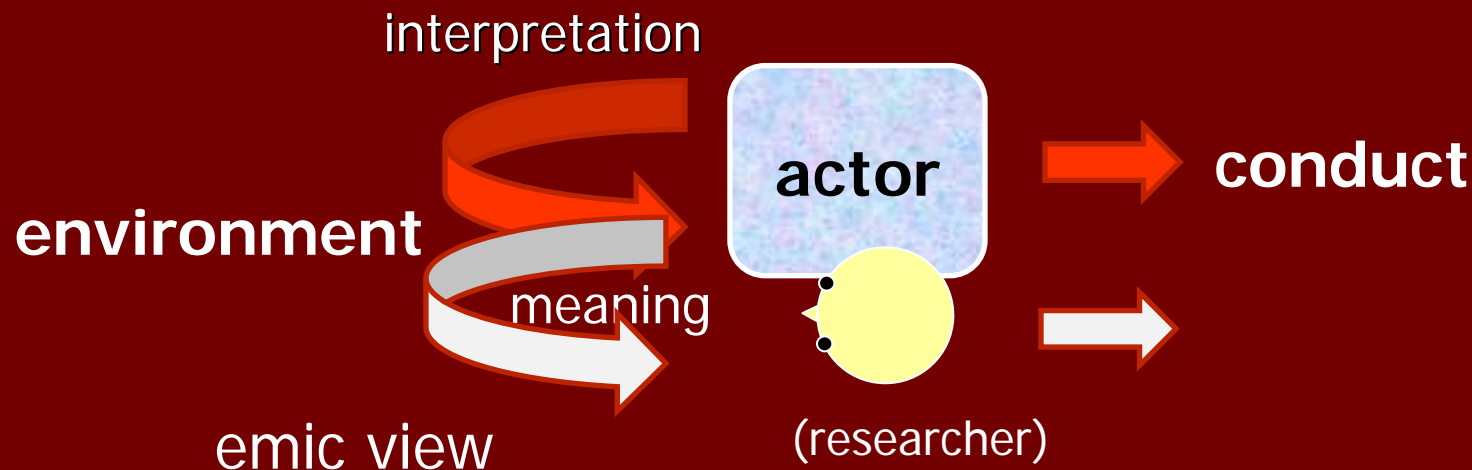 interpretation
actor
conduct
environment
meaning
(researcher)
emic view